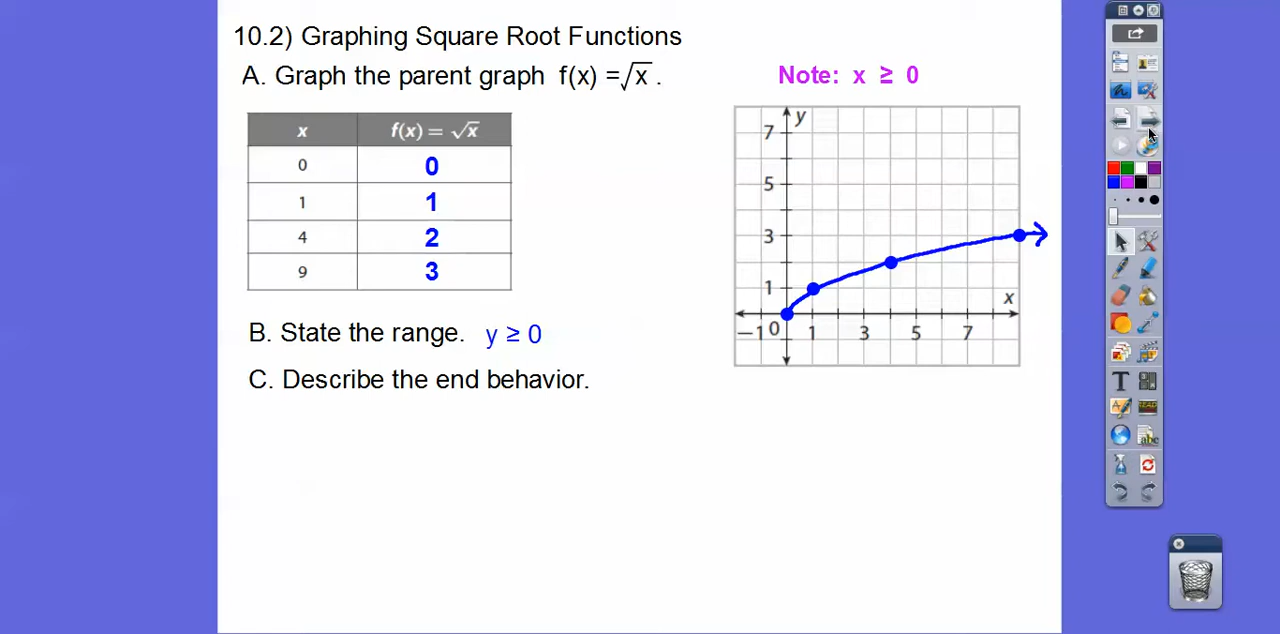 10.2) Graphing Square Root Functions
A. Graph the parent graph f(x) =√x .
Note: x ≥ 0
x f(x) = √x
0 0
1 1
4 2
9 3
y
7
5
3
1
x
−1 0 1 3 5 7
B. State the range. y ≥ 0
C. Describe the end behavior.
T
abc